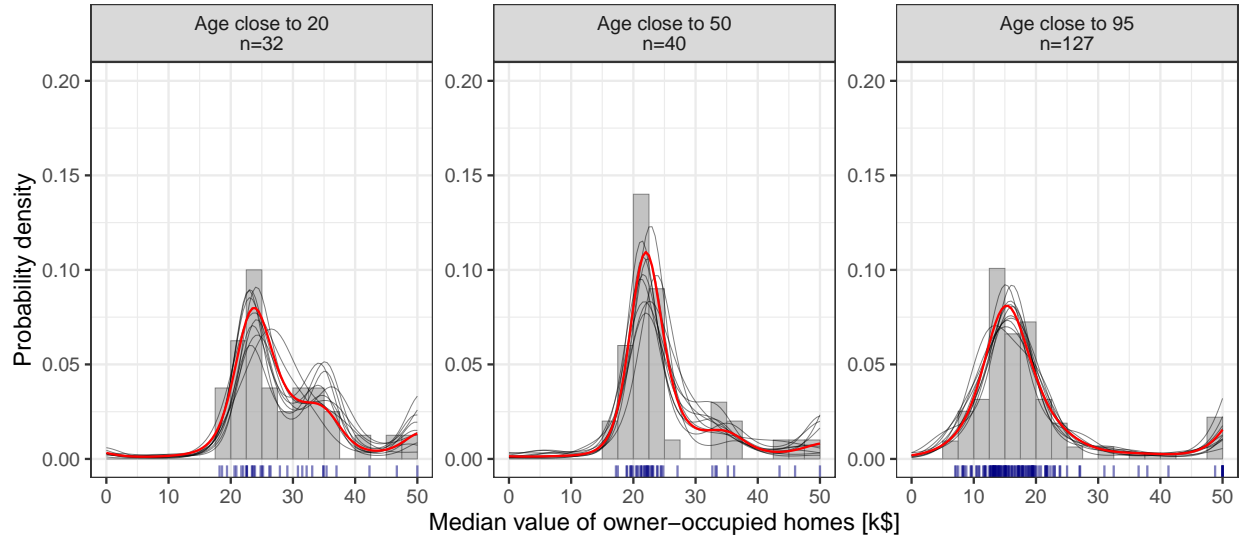 Age close to 20
n=32
Age close to 50
n=40
Age close to 95
n=127
Probability density
0.20
0.15
0.10
0.05
0.00
0 10 20 30 40 50
0 10 20 30 40 50
0 10 20 30 40 50
0.20
0.15
0.10
0.05
0.00
0.20
0.15
0.10
0.05
0.00
Median value of owner−occupied homes [k$]